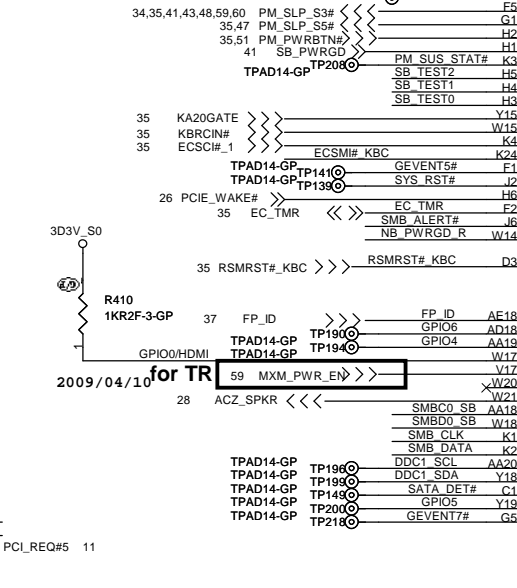 34,35,41,43,48,59,60 PM_SLP_S3# F5
35,47 PM_SLP_S5# G1
35,51 PM_PWRBTN# H2
41 SB_PWRGD H1
TPAD14-GP TP208 PM_SUS_STAT# K3
SB_TEST2 H5
SB_TEST1 H4
SB_TEST0 H3
35 KA20GATE Y15
35 KBRCIN# W15
35 ECSCI#_1 K4
ECSMI#_KBC K24
TPAD14-GP TP141 GEVENT5# F1
TPAD14-GP TP139 SYS_RST# J2
26 PCIE_WAKE# H6
35 EC_TMR EC_TMR F2
SMB_ALERT# J6
3D3V_S0 NB_PWRGD_R W14
35 RSMRST#_KBC RSMRST#_KBC D3
R410
1KR2F-3-GP
37 FP_ID FP_ID AE18
TPAD14-GP TP190 GPIO6 AD18
TPAD14-GP TP194 GPIO4 AA19
1
GPIO0/HDMI W17
2009/04/10 for TR 59 MXM_PWR_EN V17
W20
28 ACZ_SPKR W21
SMBC0_SB AA18
SMBD0_SB W18
SMB_CLK K1
SMB_DATA K2
TPAD14-GP TP196 DDC1_SCL AA20
TPAD14-GP TP199 DDC1_SDA Y18
TPAD14-GP TP149 SATA_DET# C1
TPAD14-GP TP200 GPIO5 Y19
TPAD14-GP TP218 GEVENT7# G5
PCI_REQ#5 11